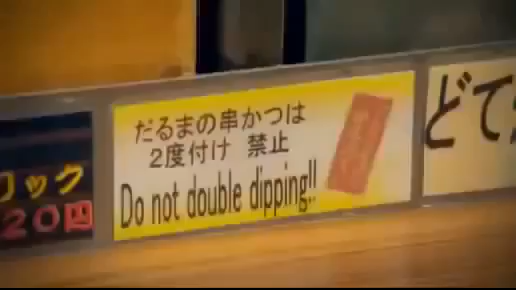 リック
20円
だるまの串かつは
2度付け 禁止
Do not double dipping!!
どて